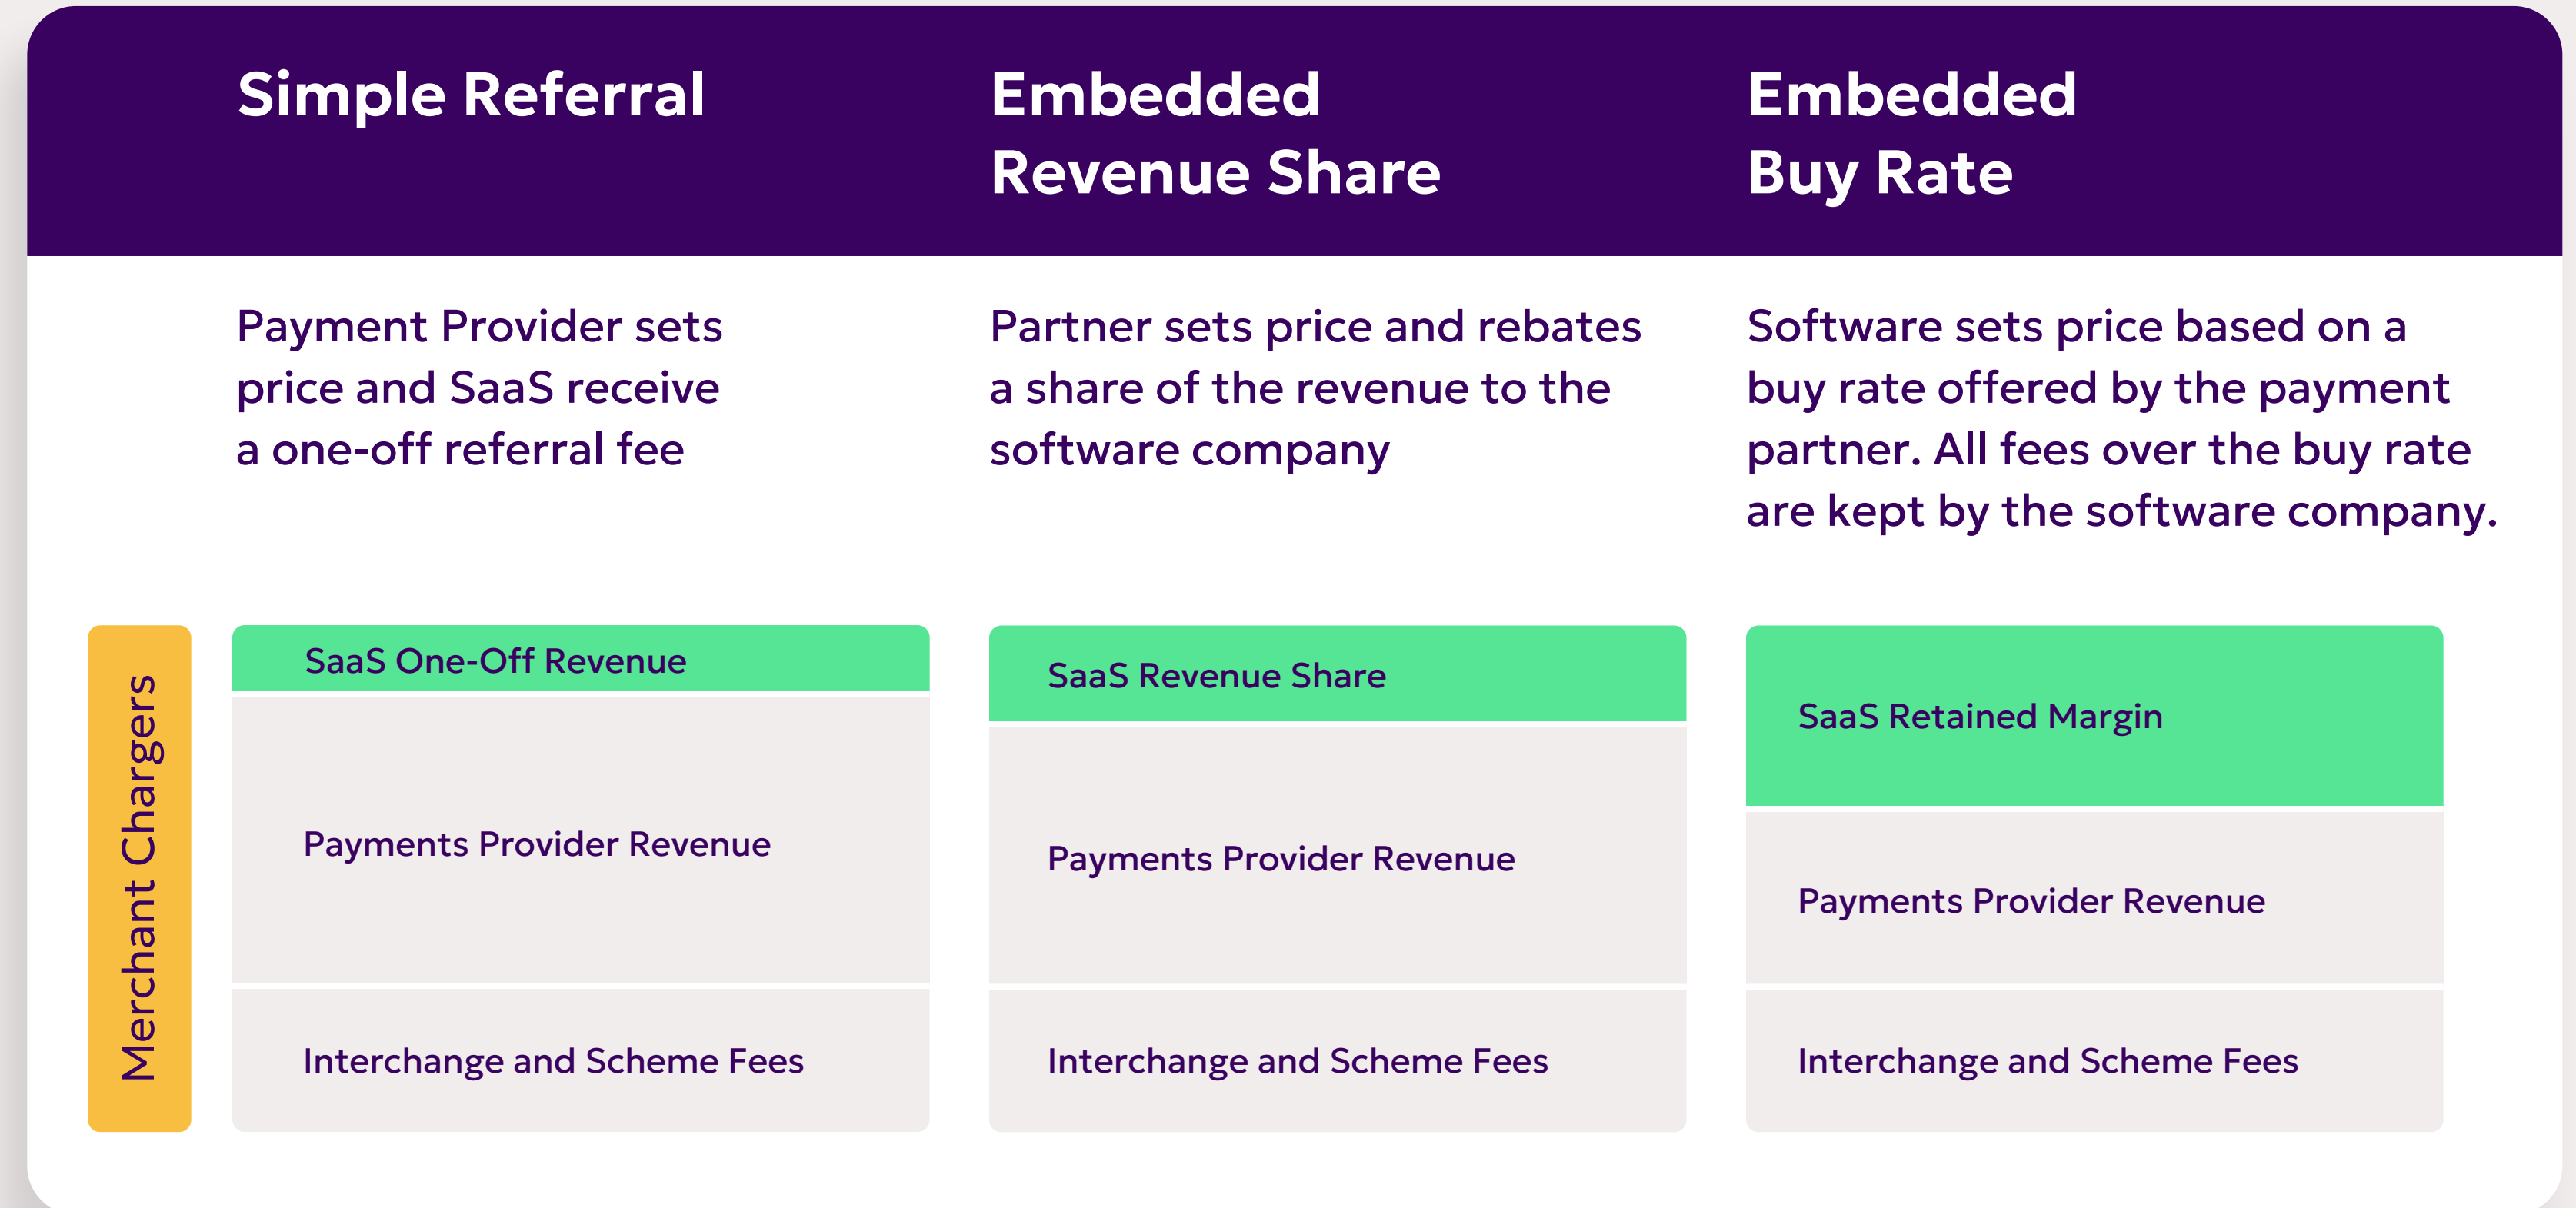 Simple Referral
Embedded
Revenue Share
Embedded
Buy Rate
Payment Provider sets
price and SaaS receive
a one-off referral fee
Partner sets price and rebates
a share of the revenue to the
software company
Software sets price based on a
buy rate offered by the payment
partner. All fees over the buy rate
are kept by the software company.
Merchant Chargers
SaaS One-Off Revenue
Payments Provider Revenue
Interchange and Scheme Fees
SaaS Revenue Share
Payments Provider Revenue
Interchange and Scheme Fees
SaaS Retained Margin
Payments Provider Revenue
Interchange and Scheme Fees